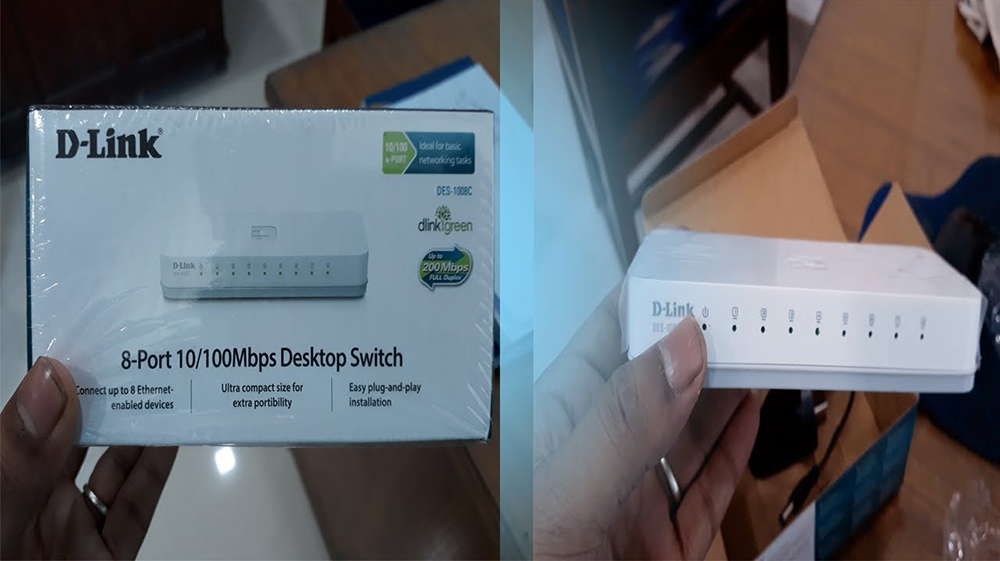 D-Link®
10/100
8-PORT
Ideal for basic
networking tasks
DES-1008C
dlinkgreen
Up to
200Mbps
FULL Duplex
D-Link
8-Port 10/100Mbps Desktop Switch
Connect up to 8 Ethernet-
enabled devices
Ultra compact size for
extra portibility
Easy plug-and-play
installation
D-Link